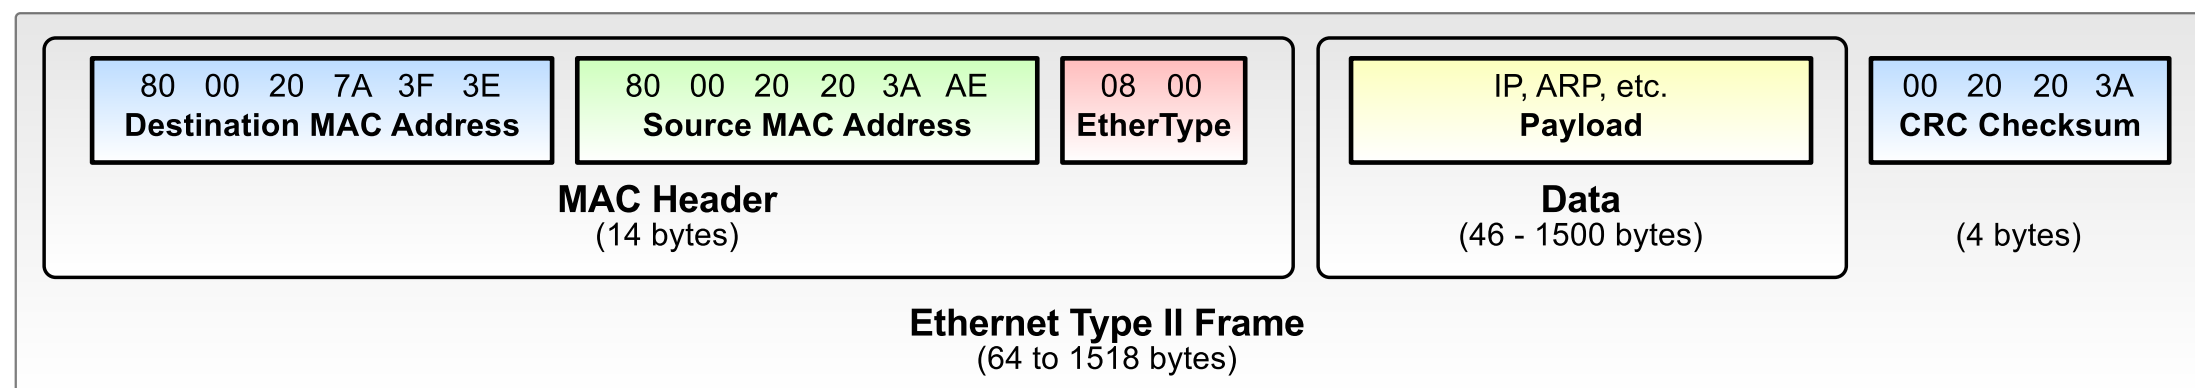 80 00 20 7A 3F 3E
Destination MAC Address
80 00 20 20 3A AE
Source MAC Address
08 00
EtherType
MAC Header
(14 bytes)
IP, ARP, etc.
Payload
Data
(46 - 1500 bytes)
00 20 20 3A
CRC Checksum
(4 bytes)
Ethernet Type II Frame
(64 to 1518 bytes)